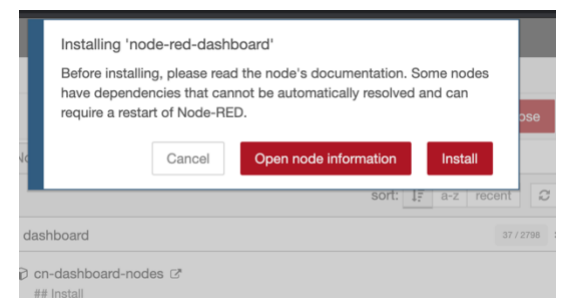 Installing 'node-red-dashboard'
Before installing, please read the node's documentation. Some nodes
have dependencies that cannot be automatically resolved and can
require a restart of Node-RED.
Cancel
Open node information
Install
sort:
a-z
recent
dashboard
37 / 2798
cn-dashboard-nodes
## Install